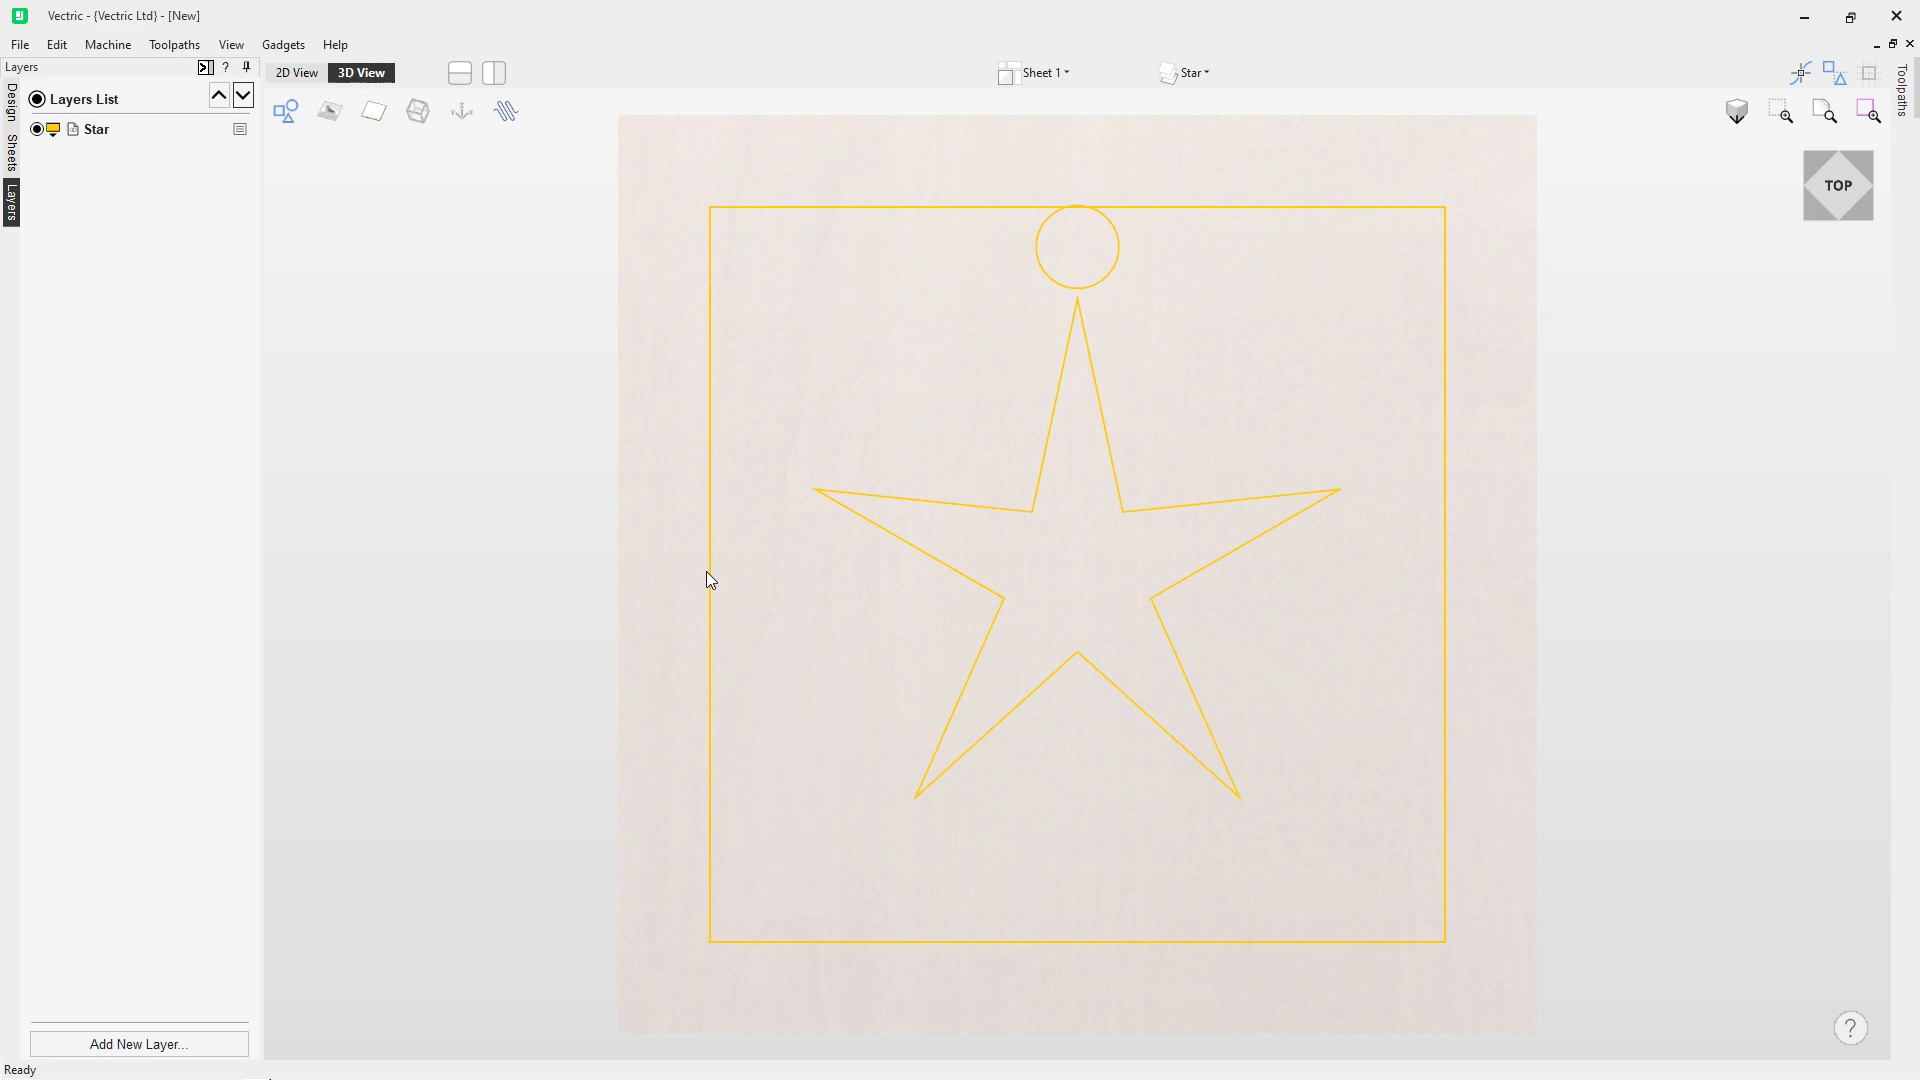 Vectric - {Vectric Ltd} - [New]
File Edit Machine Toolpaths View Gadgets Help
Layers ?
2D View 3D View Sheet 1 Star
Layers List
Star
Design
Sheets
Layers
Toolpaths
TOP
Z
Y X
?
Add New Layer...
Ready